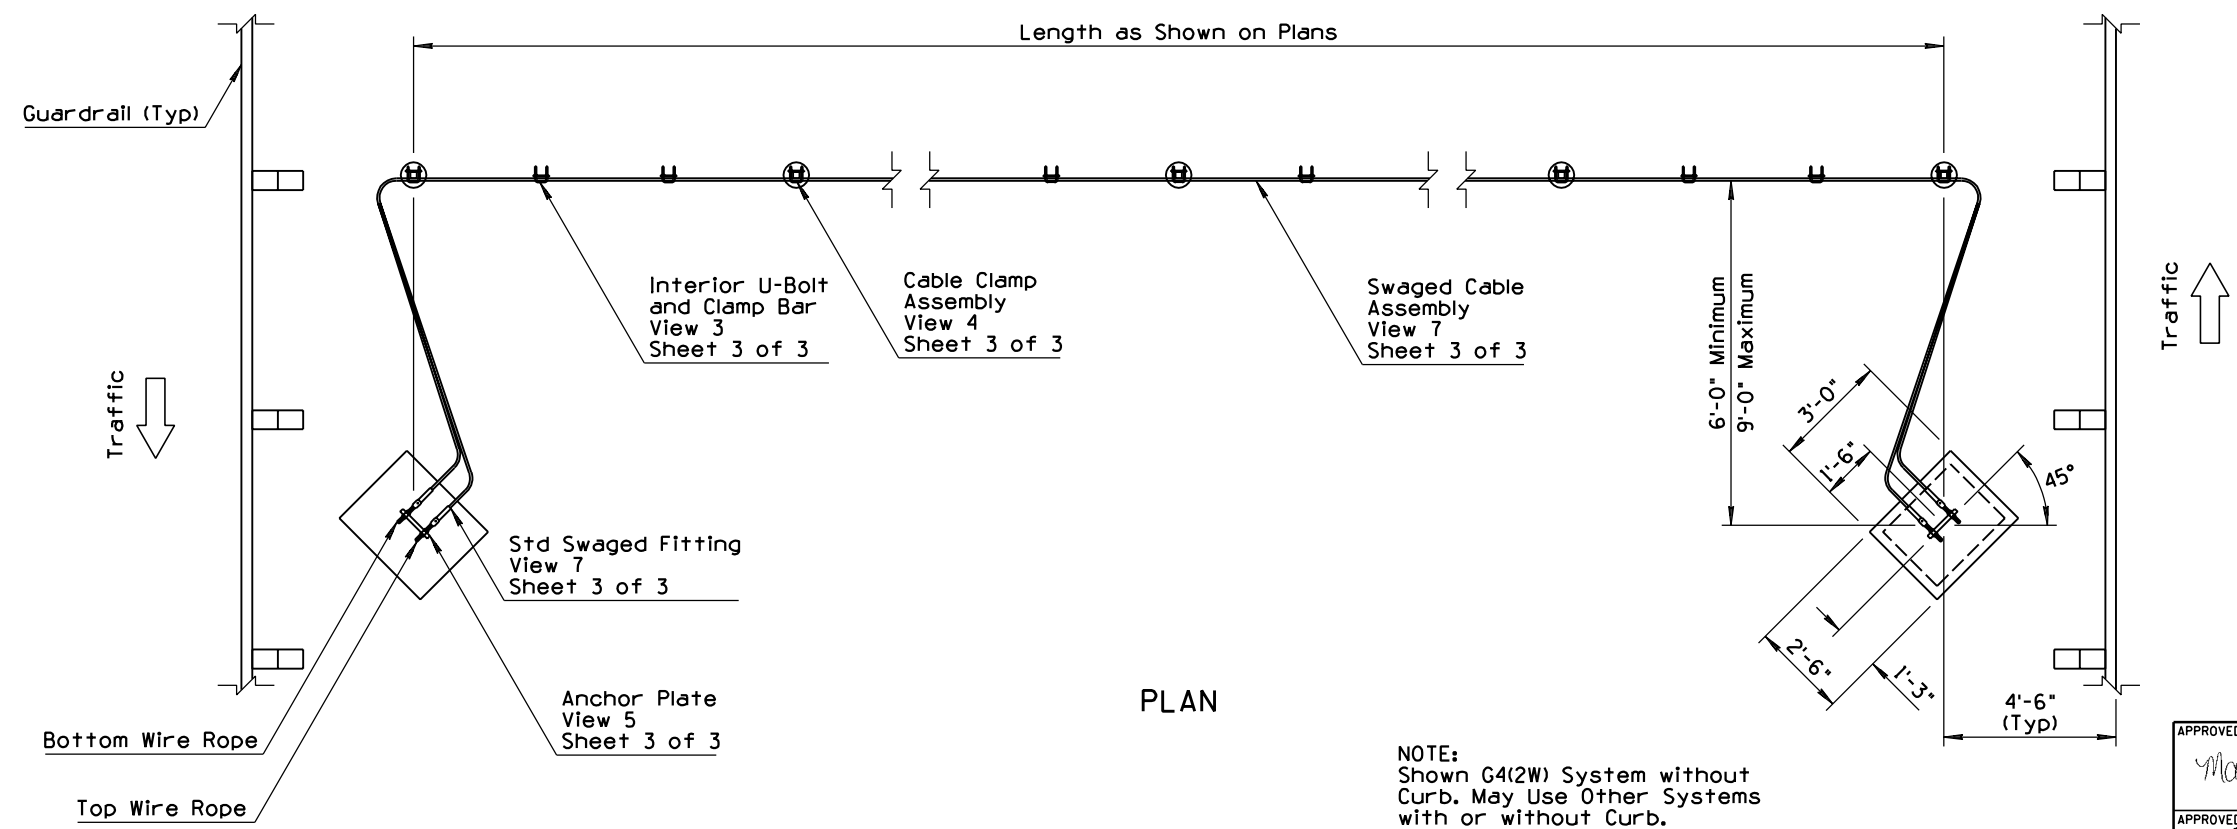 Length as Shown on Plans
Guardrail (Typ)
Interior U-Bolt
and Clamp Bar
View 3
Sheet 3 of 3
Cable Clamp
Assembly
View 4
Sheet 3 of 3
Swaged Cable
Assembly
View 7
Sheet 3 of 3
6'-0" Minimum
9'-0" Maximum
Traffic
Traffic
3'-0"
1'-6"
45°
Std Swaged Fitting
View 7
Sheet 3 of 3
2'-6"
1'-3"
4'-6"
(Typ)
Anchor Plate
View 5
Sheet 3 of 3
Bottom Wire Rope
Top Wire Rope
PLAN
NOTE:
Shown G4(2W) System without
Curb. May Use Other Systems
with or without Curb.
APPROVED
APPROVED